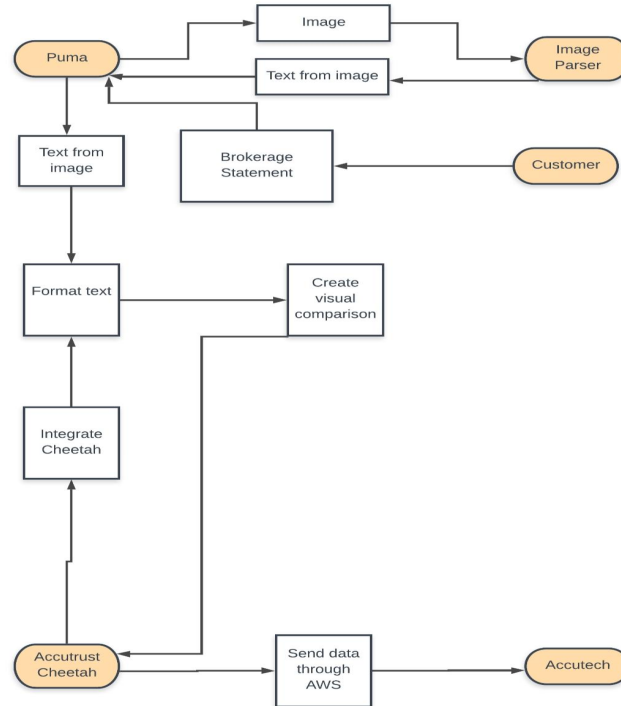 Image
Puma
Image
Parser
Text from image
Text from
image
Brokerage
Statement
Customer
Format text
Create
visual
comparison
Integrate
Cheetah
Accutrust
Cheetah
Send data
through
AWS
Accutech